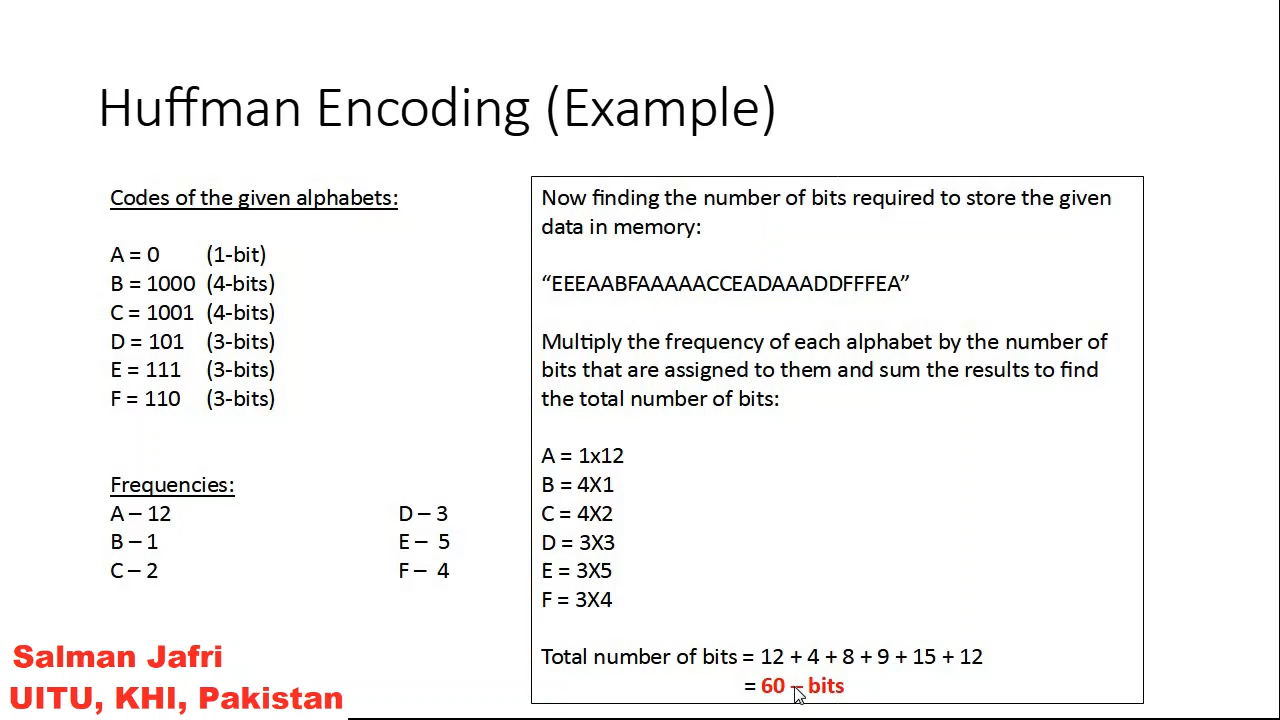 Huffman Encoding (Example)
Codes of the given alphabets:
A = 0 (1-bit)
B = 1000 (4-bits)
C = 1001 (4-bits)
D = 101 (3-bits)
E = 111 (3-bits)
F = 110 (3-bits)
Frequencies:
A – 12 D – 3
B – 1 E – 5
C – 2 F – 4
Now finding the number of bits required to store the given
data in memory:
“EEEAABFAAAAACCEADAAADDFFFEA”
Multiply the frequency of each alphabet by the number of
bits that are assigned to them and sum the results to find
the total number of bits:
A = 1x12
B = 4X1
C = 4X2
D = 3X3
E = 3X5
F = 3X4
Total number of bits = 12 + 4 + 8 + 9 + 15 + 12
= 60 – bits
Salman Jafri
UITU, KHI, Pakistan